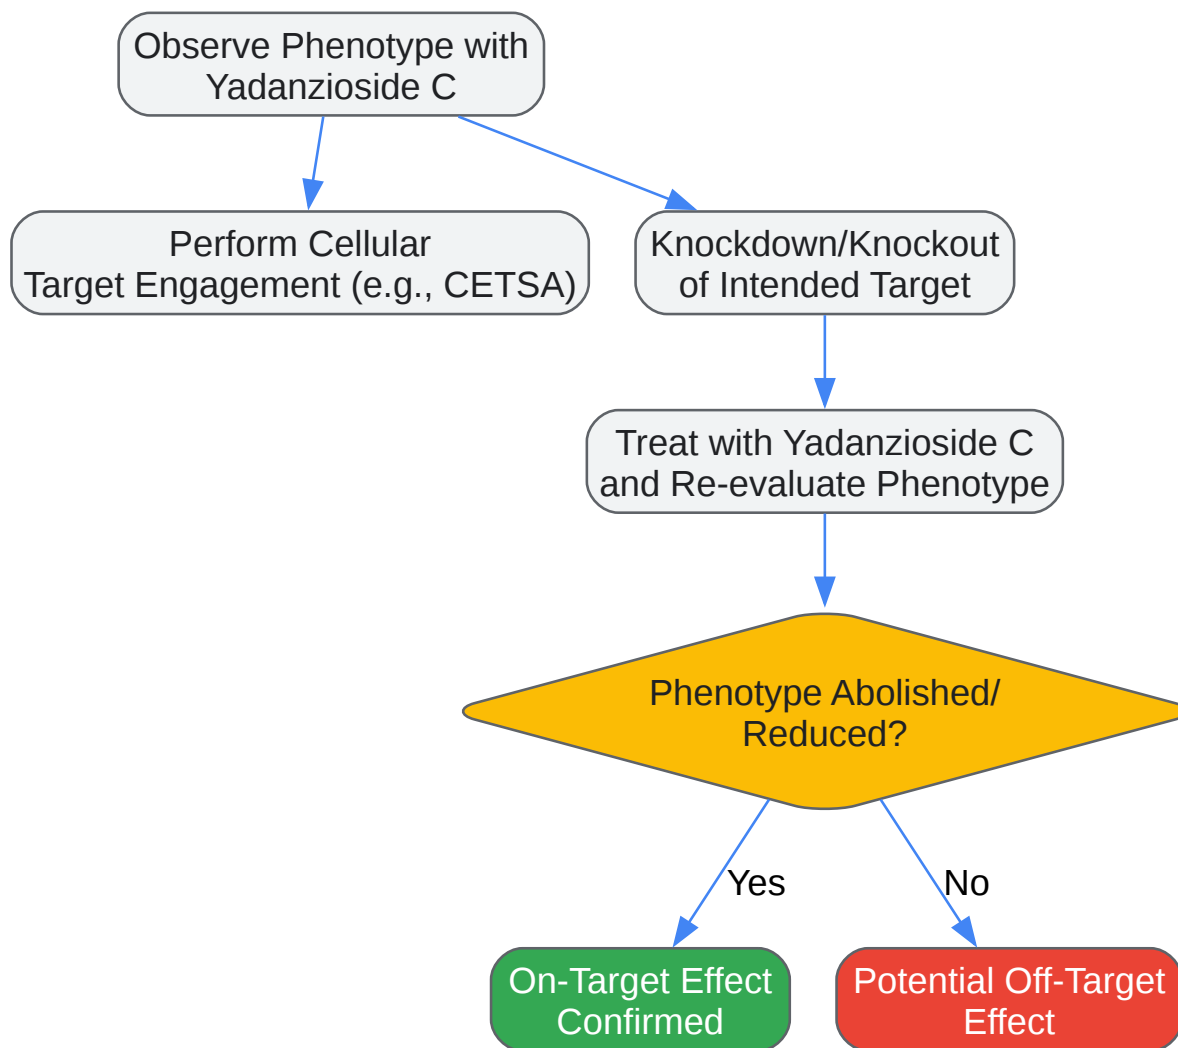 Observe Phenotype with
Yadanzioside C
Perform Cellular
Target Engagement (e.g., CETSA)
Knockdown/Knockout
of Intended Target
Treat with Yadanzioside C
and Re-evaluate Phenotype
Phenotype Abolished/
Reduced?
Yes
No
On-Target Effect
Confirmed
Potential Off-Target
Effect